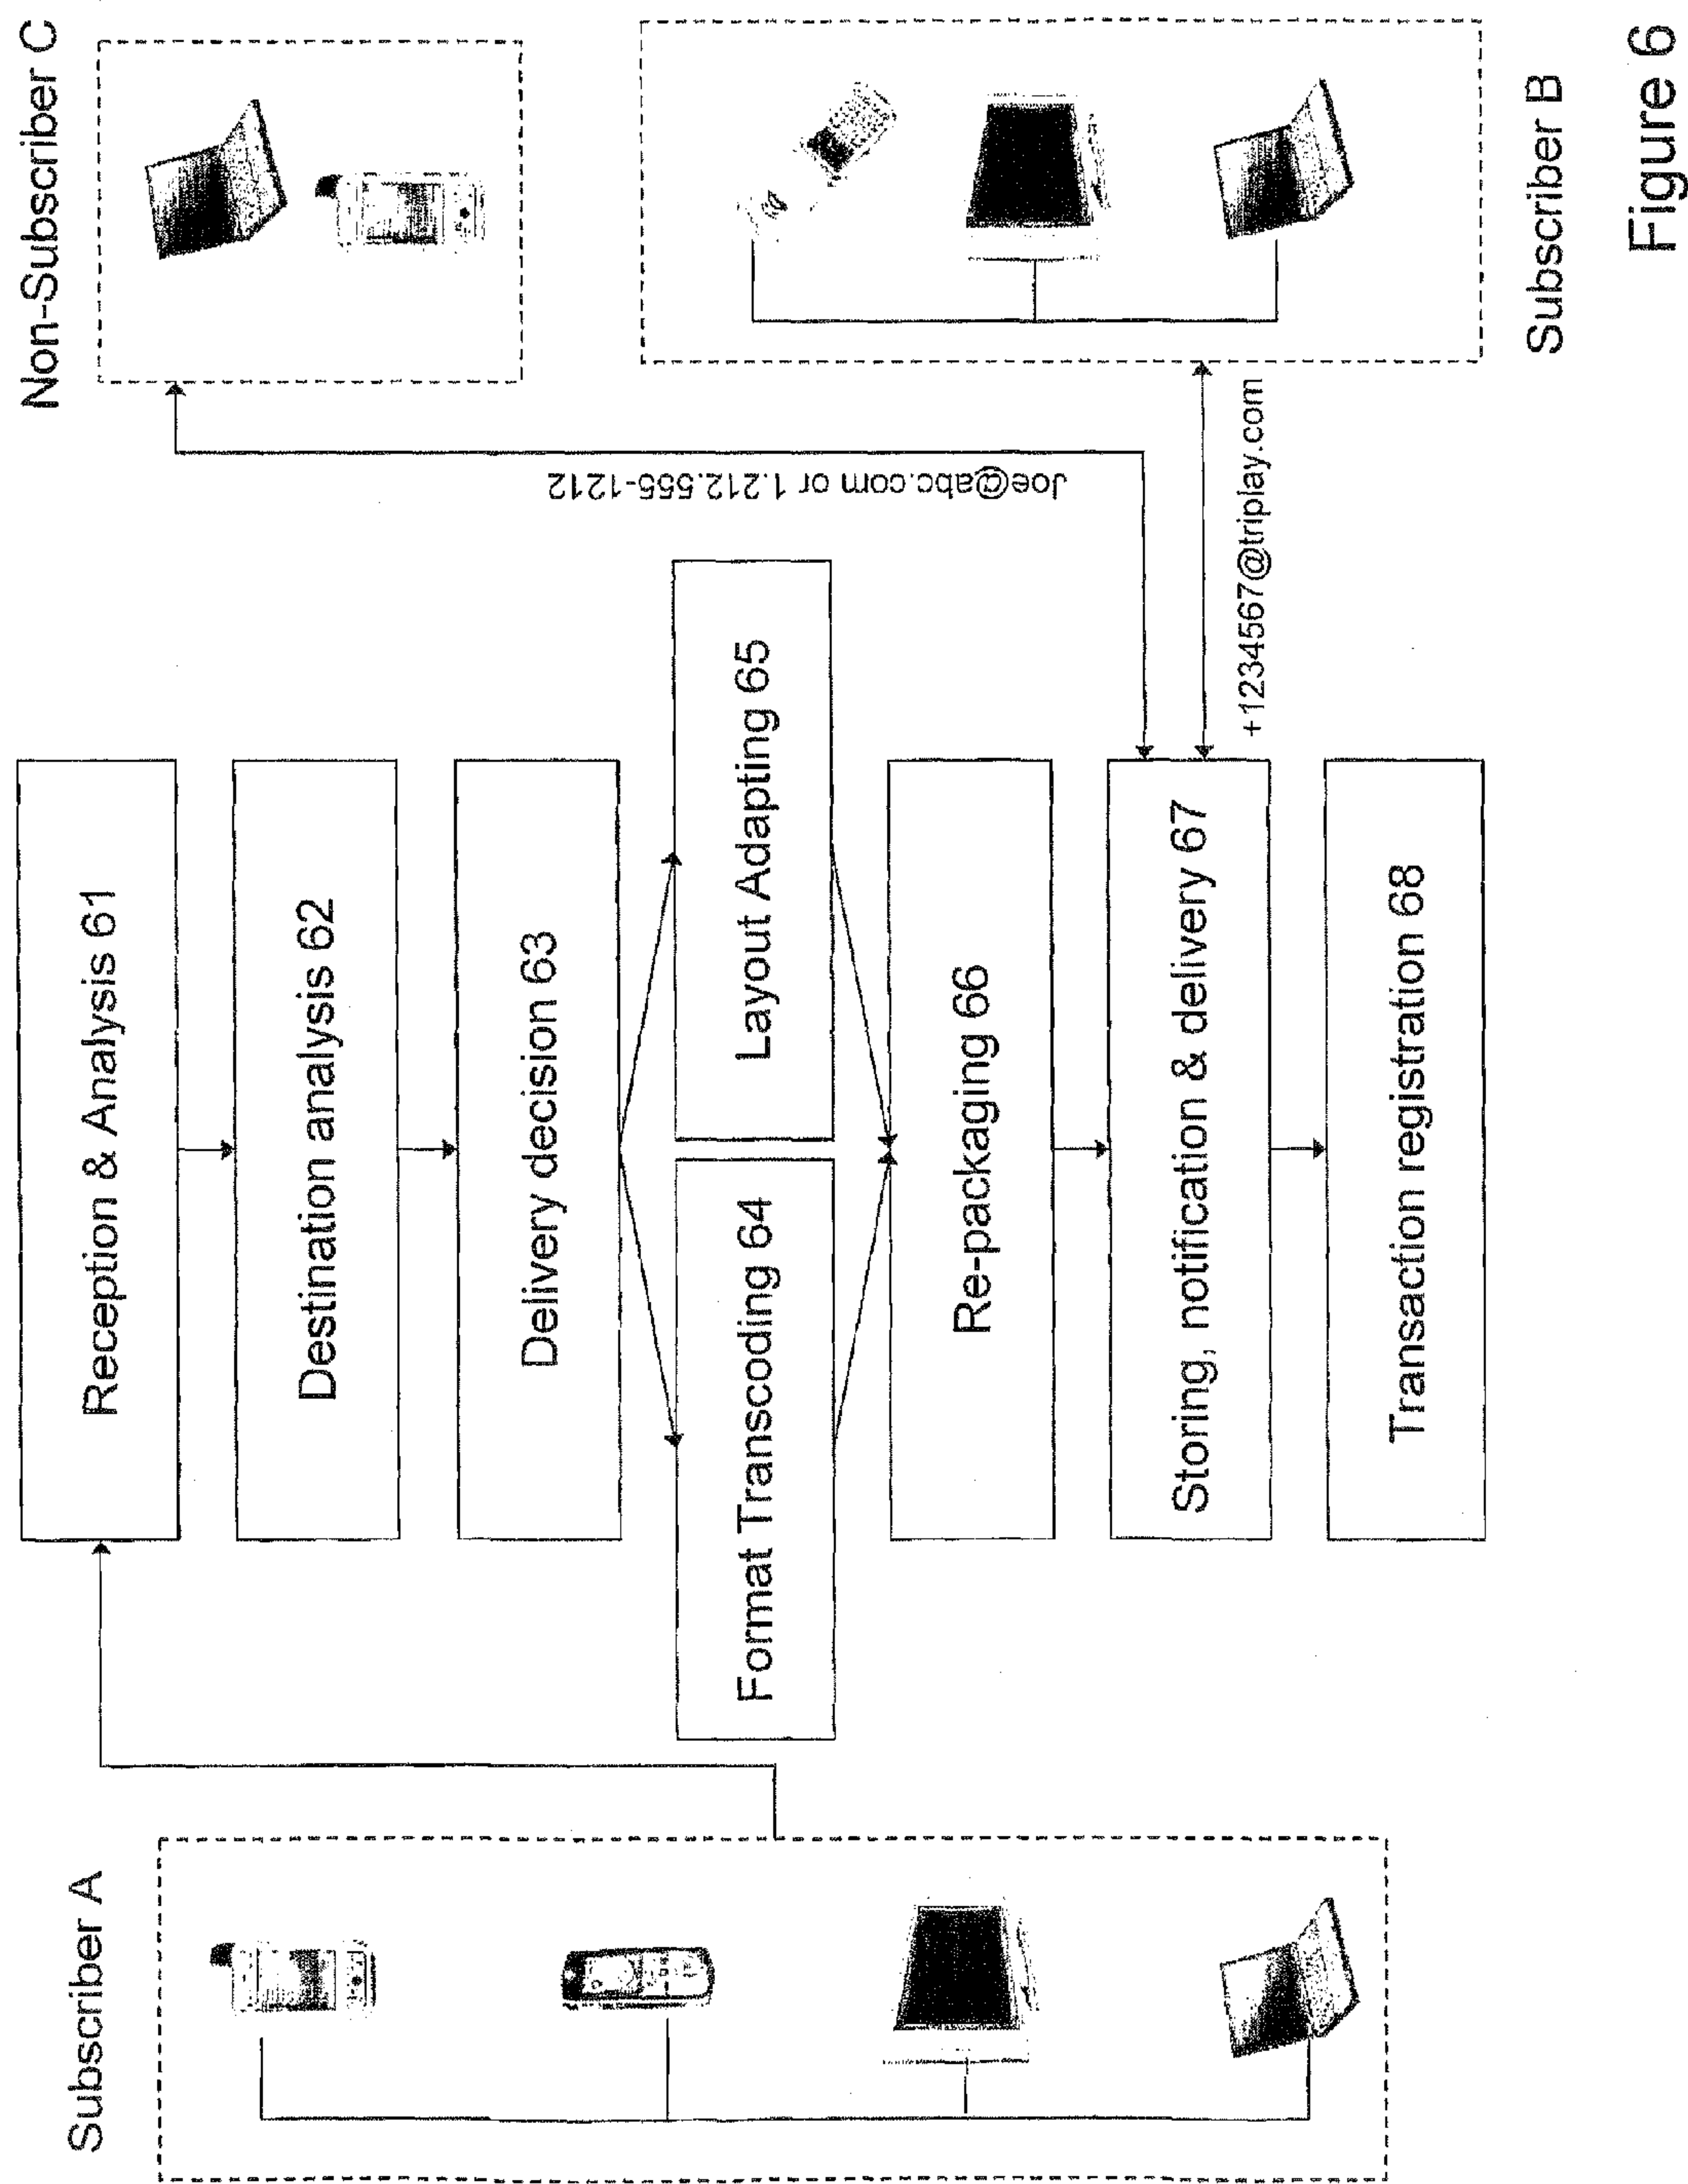 Subscriber A
Reception & Analysis 61
Destination analysis 62
Delivery decision 63
Format Transcoding 64
Layout Adapting 65
Re-packaging 66
Storing, notification & delivery 67
Transaction registration 68
Non-Subscriber C
Joe@abc.com or 1.212.555-1212
+1234567@triplay.com
Subscriber B
Figure 6